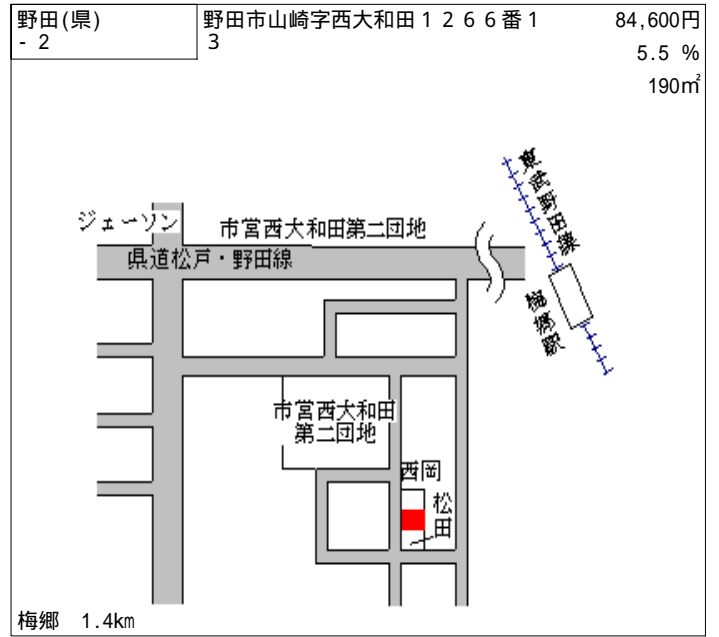 野田(県)
- 2
野田市山崎字西大和田１２６６番１
３
84,600円
5.5 %
190㎡
東武野田線
ジェーソン
市営西大和田第二団地
県道松戸・野田線
梅郷駅
市営西大和田
第二団地
西岡
松田
梅郷 1.4km